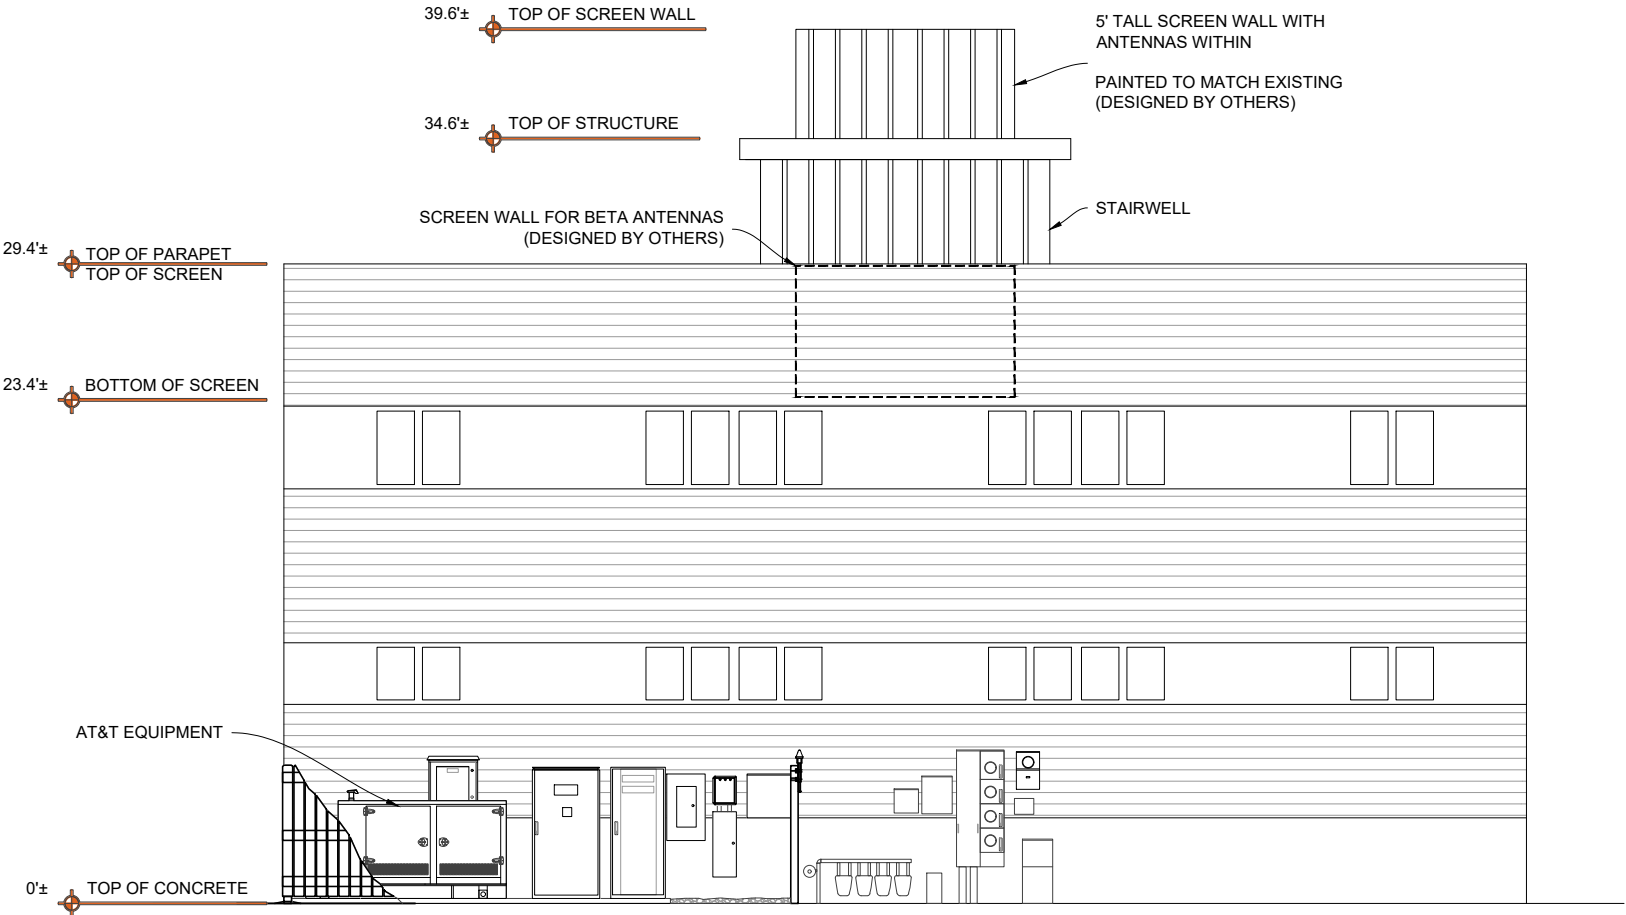 39.6'± TOP OF SCREEN WALL
5' TALL SCREEN WALL WITH
ANTENNAS WITHIN
PAINTED TO MATCH EXISTING
(DESIGNED BY OTHERS)
34.6'± TOP OF STRUCTURE
STAIRWELL
SCREEN WALL FOR BETA ANTENNAS
(DESIGNED BY OTHERS)
29.4'± TOP OF PARAPET
TOP OF SCREEN
23.4'± BOTTOM OF SCREEN
AT&T EQUIPMENT
0'± TOP OF CONCRETE